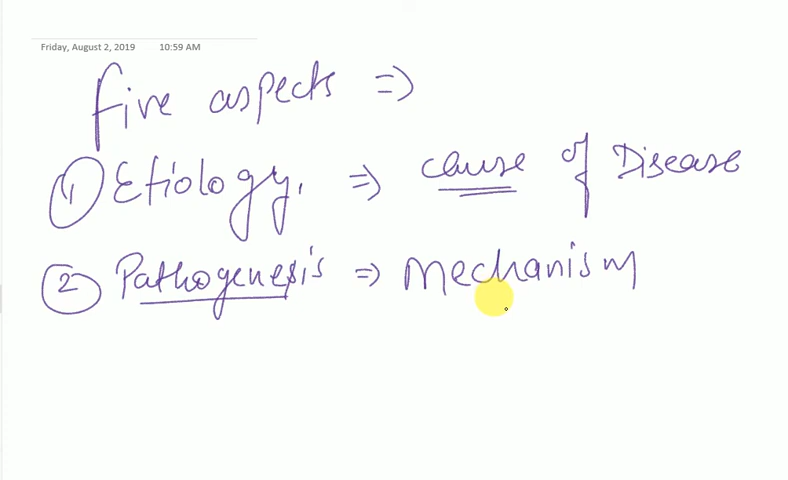 Friday, August 2, 2019 10:59 AM
Five aspects =>
① Etiology, => cause of Disease
② Pathogenesis => Mechanism